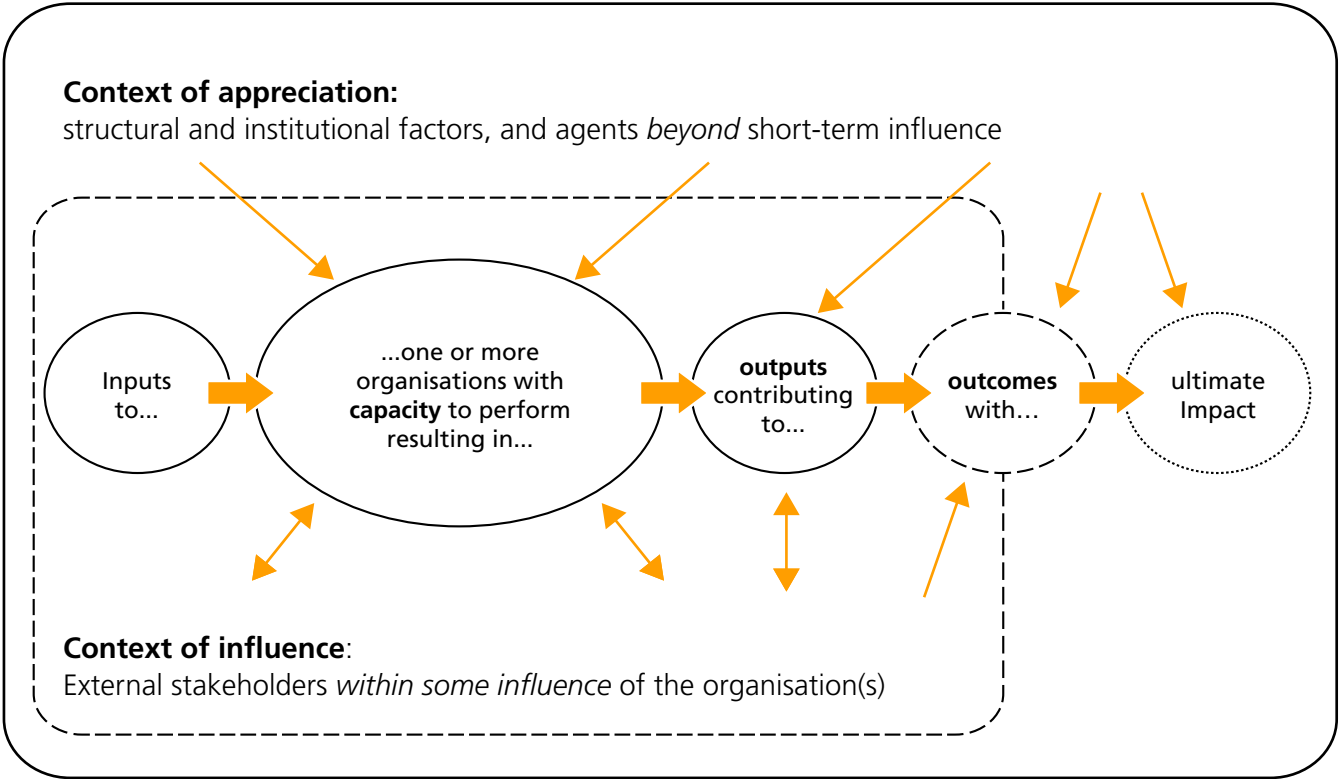 Context of appreciation:
structural and institutional factors, and agents beyond short-term influence
Inputs
to...
...one or more
organisations with
capacity to perform
resulting in...
outputs
contributing
to...
outcomes
with…
ultimate
Impact
Context of influence:
External stakeholders within some influence of the organisation(s)